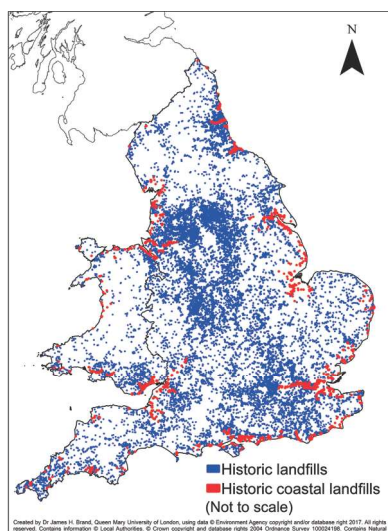 N
Historic landfills
Historic coastal landfills
(Not to scale)
Created by Dr James H. Brand, Queen Mary University of London, using data © Environment Agency copyright and/or database right 2017. All rights
reserved. Contains information © Local Authorities. © Crown copyright and database rights 2004 Ordnance Survey 100024198. Contains Natural